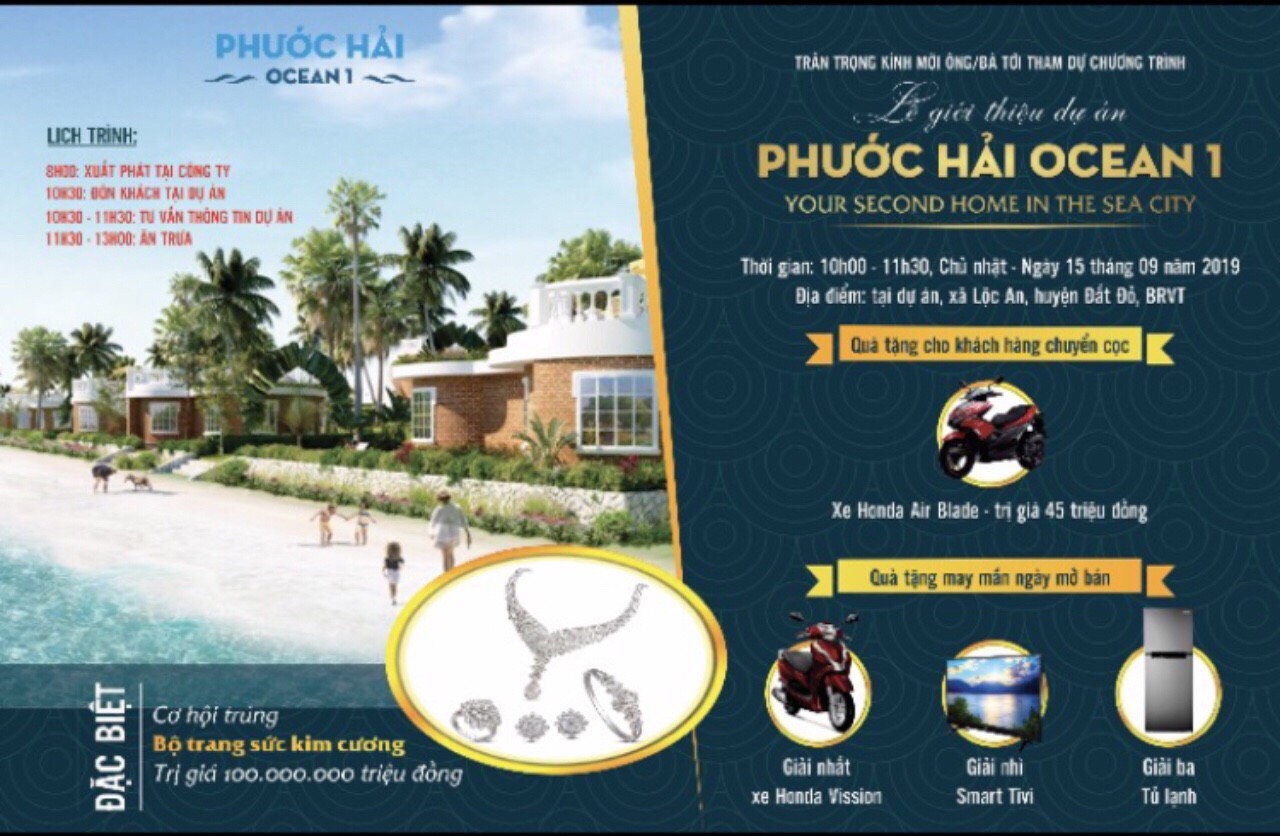 PHƯỚC HẢI
OCEAN 1
LỊCH TRÌNH:
8H00: XUẤT PHÁT TẠI CÔNG TY
10H30: ĐÓN KHÁCH TẠI DỰ ÁN
10H30 - 11H30: TƯ VẤN THÔNG TIN DỰ ÁN
11H30 - 13H00: ĂN TRƯA
ĐẶC BIỆT
Cơ hội trúng
Bộ trang sức kim cương
Trị giá 100.000.000 triệu đồng
TRÂN TRỌNG KÍNH MỜI ÔNG/BÀ TỚI THAM DỰ CHƯƠNG TRÌNH
Lễ giới thiệu dự án
PHƯỚC HẢI OCEAN 1
YOUR SECOND HOME IN THE SEA CITY
Thời gian: 10h00 - 11h30, Chủ nhật - Ngày 15 tháng 09 năm 2019
Địa điểm: tại dự án, xã Lộc An, huyện Đất Đỏ, BRVT
Quà tặng cho khách hàng chuyển cọc
Xe Honda Air Blade - trị giá 45 triệu đồng
Quà tặng may mắn ngày mở bán
Giải nhất
xe Honda Vission
Giải nhì
Smart Tivi
Giải ba
Tủ lạnh